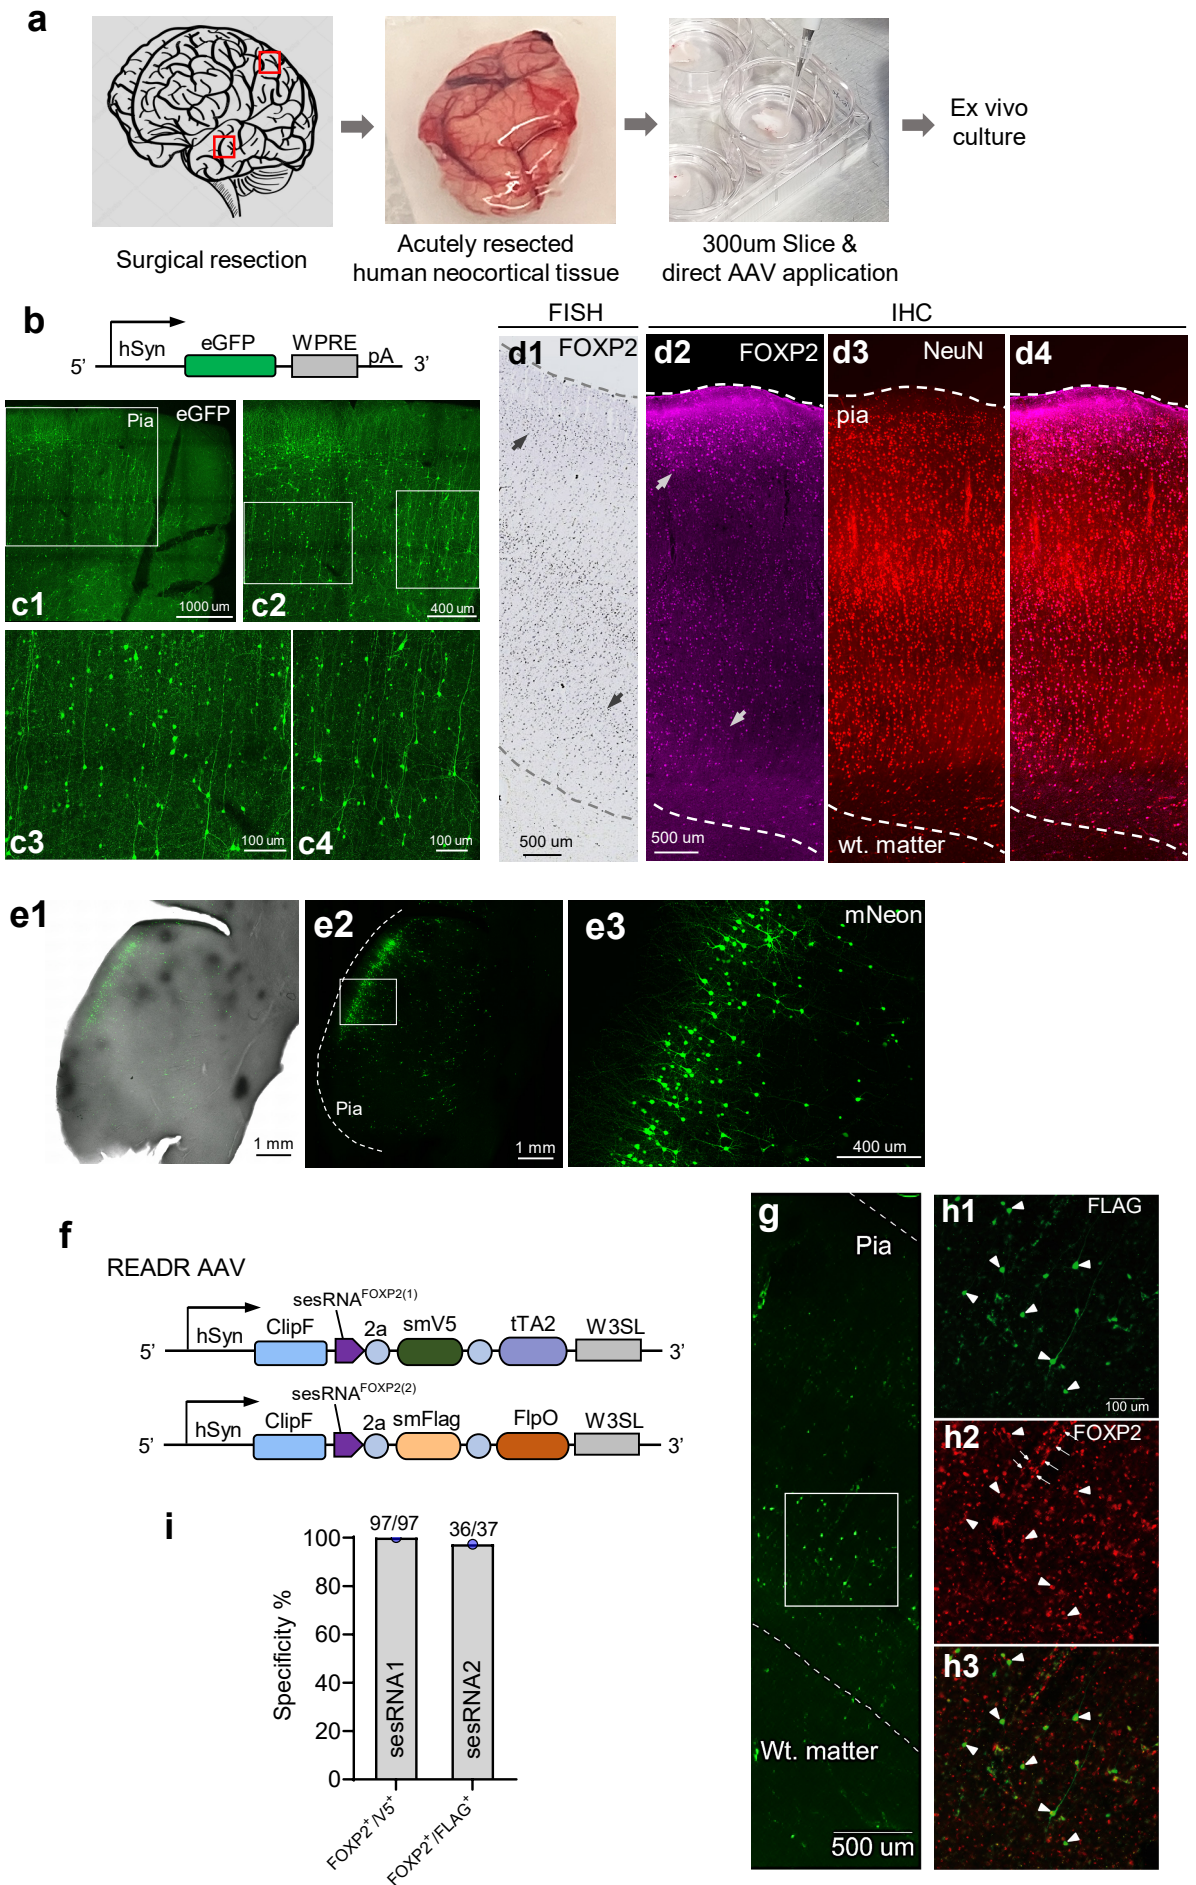 a
Surgical resection
Acutely resected
human neocortical tissue
300um Slice &
direct AAV application
Ex vivo
culture
b
5’
hSyn
eGFP
WPRE
pA
3’
Pia
eGFP
c1
1000 um
c2
400 um
c3
100 um
c4
100 um
FISH
IHC
d1
FOXP2
500 um
d2
FOXP2
500 um
d3
NeuN
pia
wt. matter
d4
e1
1 mm
e2
Pia
1 mm
e3
mNeon
400 um
f
READR AAV
5’
hSyn
ClipF
sesRNA^FOXP2(1)
2a
smV5
tTA2
W3SL
3’
5’
hSyn
ClipF
sesRNA^FOXP2(2)
2a
smFlag
FlpO
W3SL
3’
g
Pia
Wt. matter
500 um
h1
FLAG
100 um
h2
FOXP2
h3
i
97/97
36/37
100
80
60
40
20
0
Specificity %
sesRNA1
sesRNA2
FOXP2⁺/V5⁺
FOXP2⁺/FLAG⁺